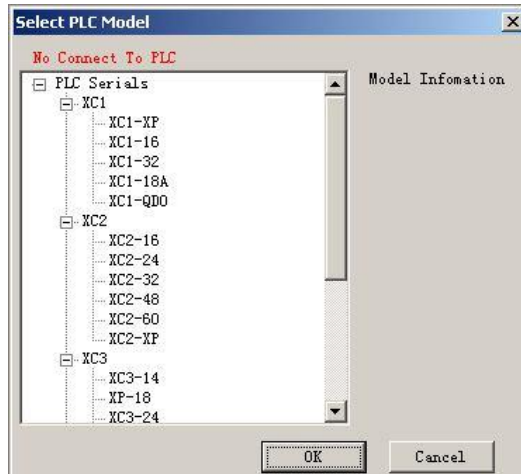 Select PLC Model
No Connect To PLC
PLC Serials
Model Infomation
XC1
XC1-XP
XC1-16
XC1-32
XC1-18A
XC1-QDO
XC2
XC2-16
XC2-24
XC2-32
XC2-48
XC2-60
XC2-XP
XC3
XC3-14
XP-18
XC3-24
OK
Cancel